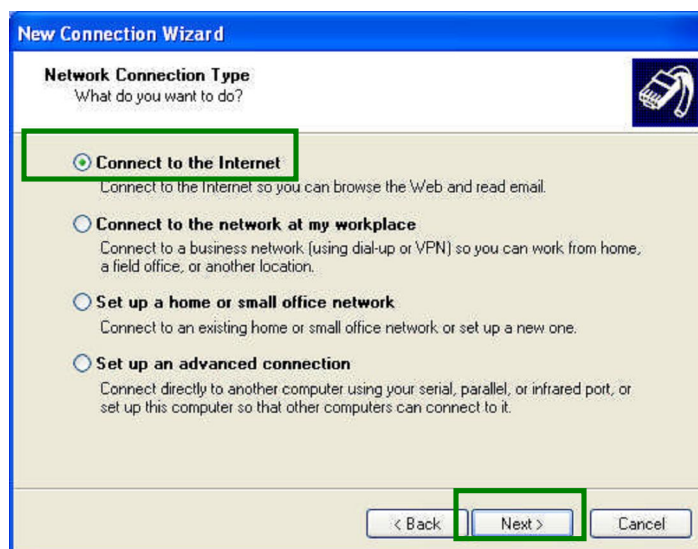 New Connection Wizard
Network Connection Type
What do you want to do?
Connect to the Internet
Connect to the Internet so you can browse the Web and read email.
Connect to the network at my workplace
Connect to a business network (using dial-up or VPN) so you can work from home,
a field office, or another location.
Set up a home or small office network
Connect to an existing home or small office network or set up a new one.
Set up an advanced connection
Connect directly to another computer using your serial, parallel, or infrared port, or
set up this computer so that other computers can connect to it.
< Back Next > Cancel